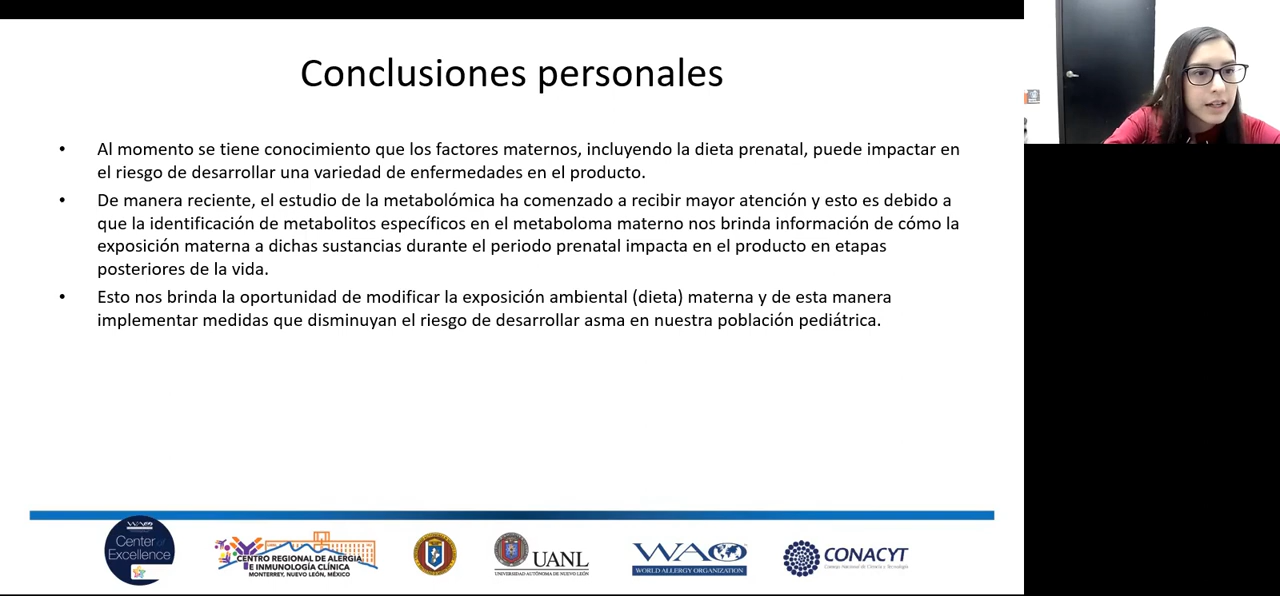 Conclusiones personales
• Al momento se tiene conocimiento que los factores maternos, incluyendo la dieta prenatal, puede impactar en
el riesgo de desarrollar una variedad de enfermedades en el producto.
• De manera reciente, el estudio de la metabolómica ha comenzado a recibir mayor atención y esto es debido a
que la identificación de metabolitos específicos en el metaboloma materno nos brinda información de cómo la
exposición materna a dichas sustancias durante el periodo prenatal impacta en el producto en etapas
posteriores de la vida.
• Esto nos brinda la oportunidad de modificar la exposición ambiental (dieta) materna y de esta manera
implementar medidas que disminuyan el riesgo de desarrollar asma en nuestra población pediátrica.
WAO
Center of
Excellence
CENTRO REGIONAL DE ALERGIA
E INMUNOLOGÍA CLÍNICA
MONTERREY, NUEVO LEÓN, MÉXICO
UANL
UNIVERSIDAD AUTÓNOMA DE NUEVO LEÓN
WAO
WORLD ALLERGY ORGANIZATION
CONACYT
Consejo Nacional de Ciencia y Tecnología